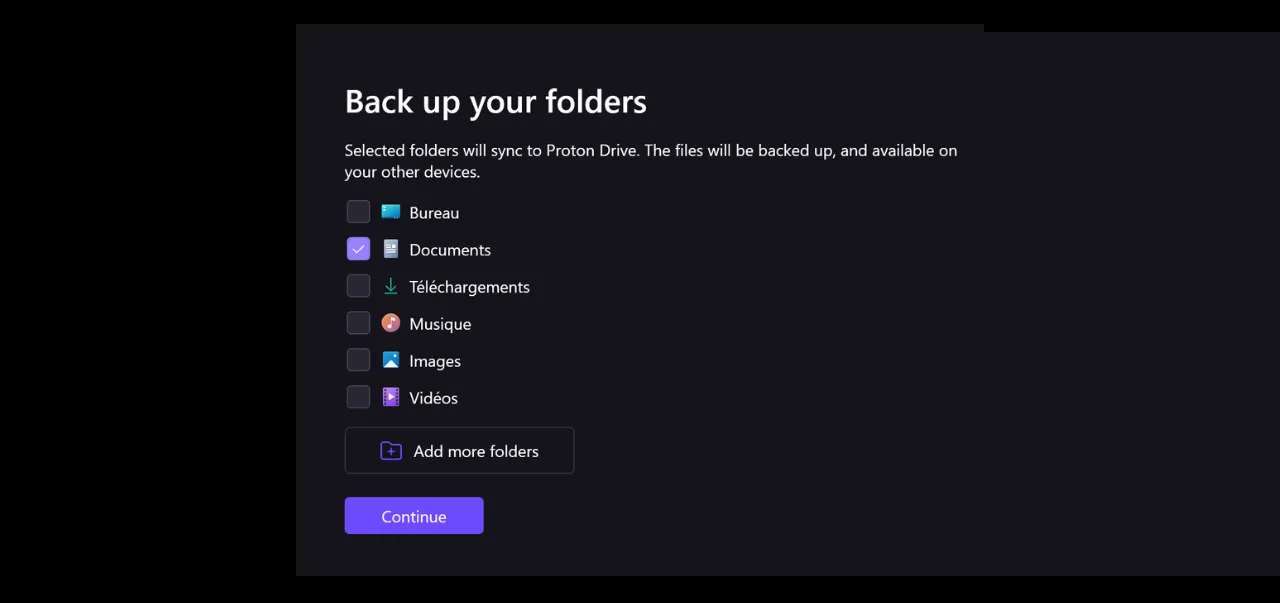 Back up your folders
Selected folders will sync to Proton Drive. The files will be backed up, and available on
your other devices.
Bureau
Documents
Téléchargements
Musique
Images
Vidéos
Add more folders
Continue